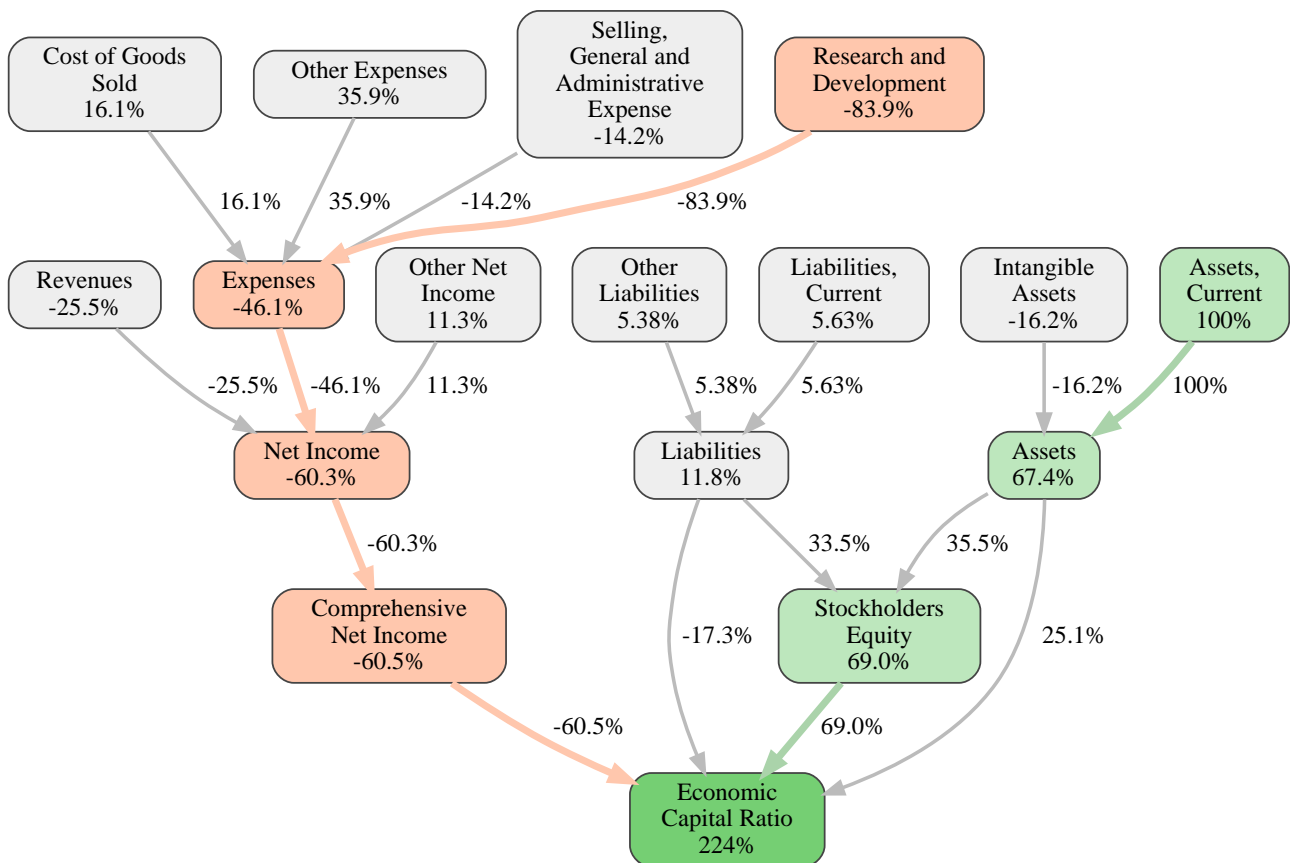 Cost of Goods
Sold
16.1%
Other Expenses
35.9%
Selling,
General and
Administrative
Expense
-14.2%
Research and
Development
-83.9%
16.1%
35.9%
-14.2%
-83.9%
Revenues
-25.5%
Expenses
-46.1%
Other Net
Income
11.3%
Other
Liabilities
5.38%
Liabilities,
Current
5.63%
Intangible
Assets
-16.2%
Assets,
Current
100%
-25.5%
-46.1%
11.3%
5.38%
5.63%
-16.2%
100%
Net Income
-60.3%
Liabilities
11.8%
Assets
67.4%
-60.3%
33.5%
35.5%
Comprehensive
Net Income
-60.5%
-17.3%
Stockholders
Equity
69.0%
25.1%
-60.5%
69.0%
Economic
Capital Ratio
224%